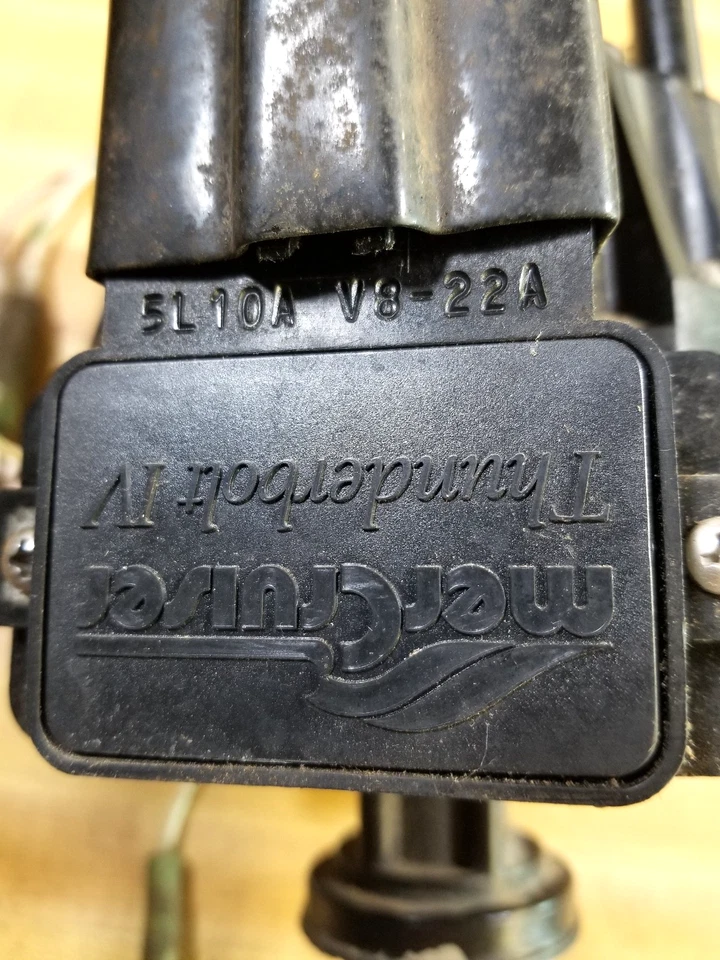 5L10A V8-22A
merCruiser
Thunderbolt IV